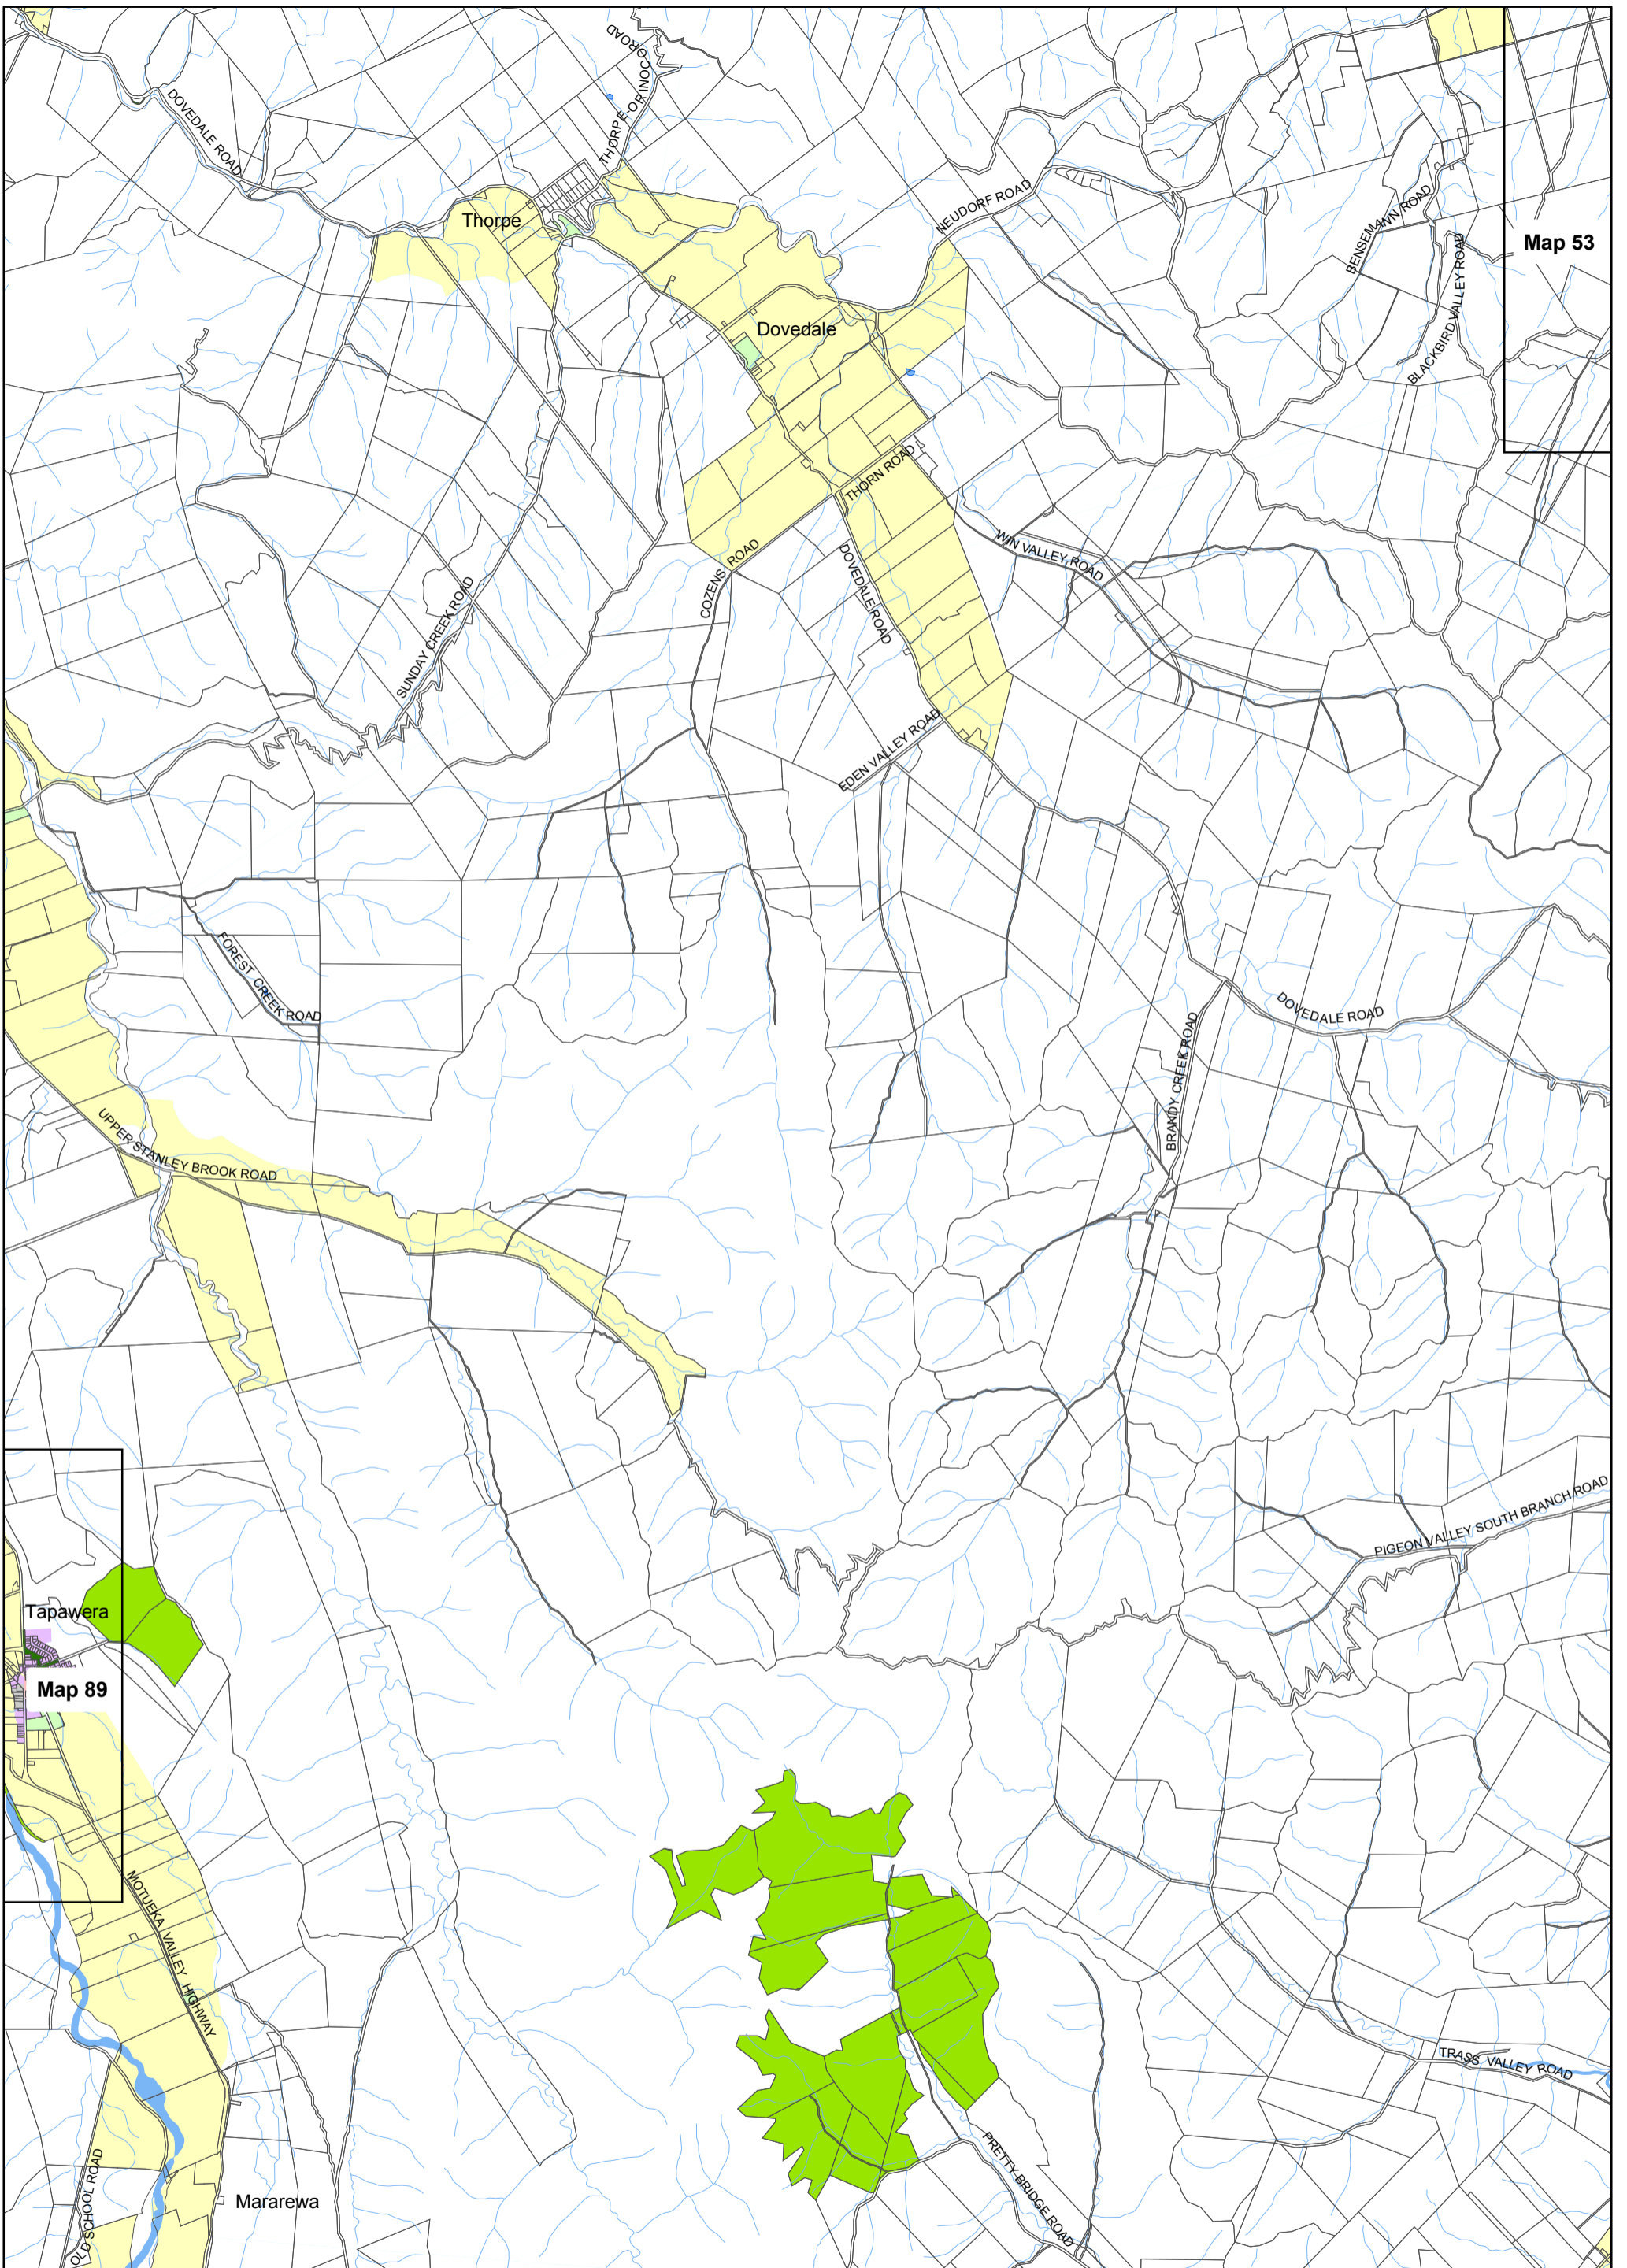 THORPE-ORINOCO ROAD
DOVEDALE ROAD
Thorpe
NEUDORF ROAD
BENSEMANN ROAD
Map 53
BLACKBIRD VALLEY ROAD
Dovedale
THORN ROAD
WIN VALLEY ROAD
COZENS ROAD
DOVEDALE ROAD
SUNDAY CREEK ROAD
EDEN VALLEY ROAD
FOREST CREEK ROAD
DOVEDALE ROAD
BRANDY CREEK ROAD
UPPER STANLEY BROOK ROAD
PIGEON VALLEY SOUTH BRANCH ROAD
Tapawera
Map 89
MOTUEKA VALLEY HIGHWAY
TRASS VALLEY ROAD
PRETTY BRIDGE ROAD
OLD SCHOOL ROAD
Mararewa